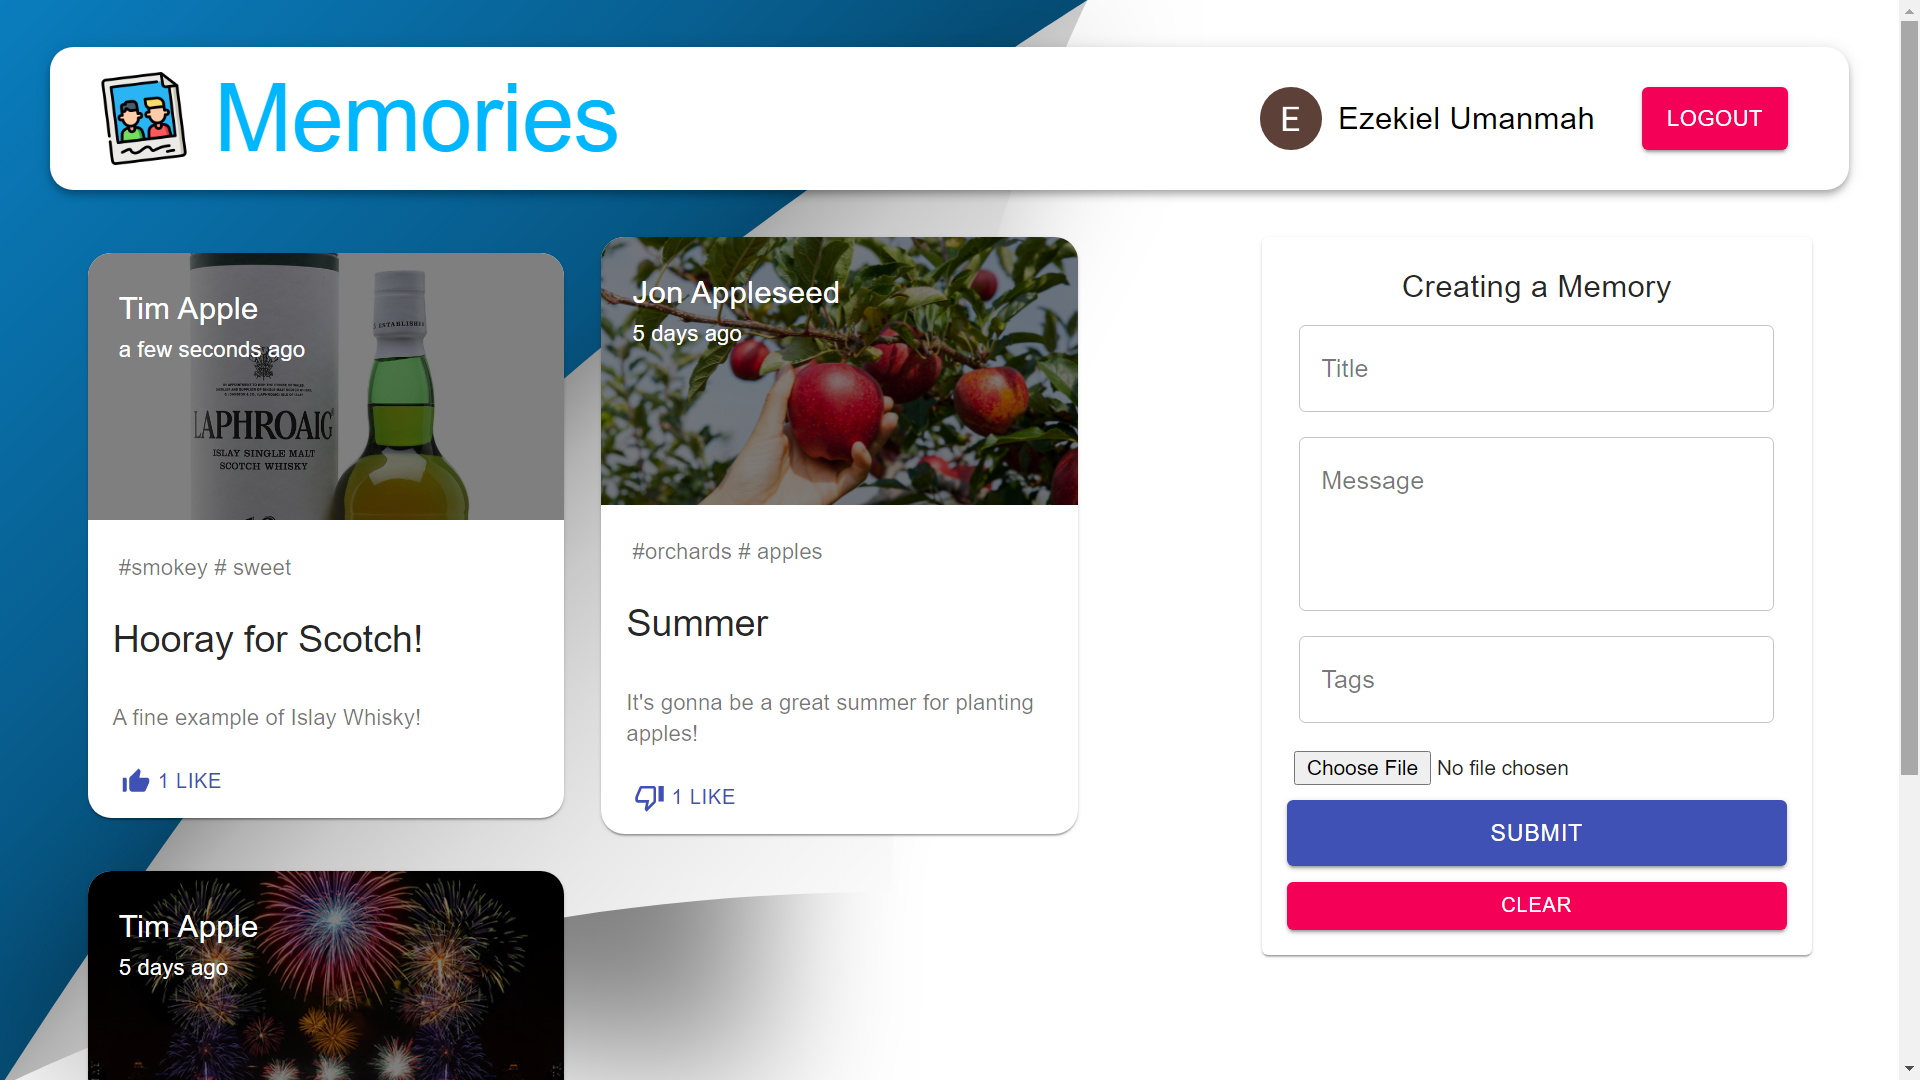 Memories
E
Ezekiel Umanmah
LOGOUT
Tim Apple
a few seconds ago
ESTABLISHED
LAPHROAIG
ISLAY SINGLE MALT
SCOTCH WHISKY
#smokey # sweet
Hooray for Scotch!
A fine example of Islay Whisky!
1 LIKE
Jon Appleseed
5 days ago
#orchards # apples
Summer
It's gonna be a great summer for planting
apples!
1 LIKE
Tim Apple
5 days ago
Creating a Memory
Title
Message
Tags
Choose File No file chosen
SUBMIT
CLEAR